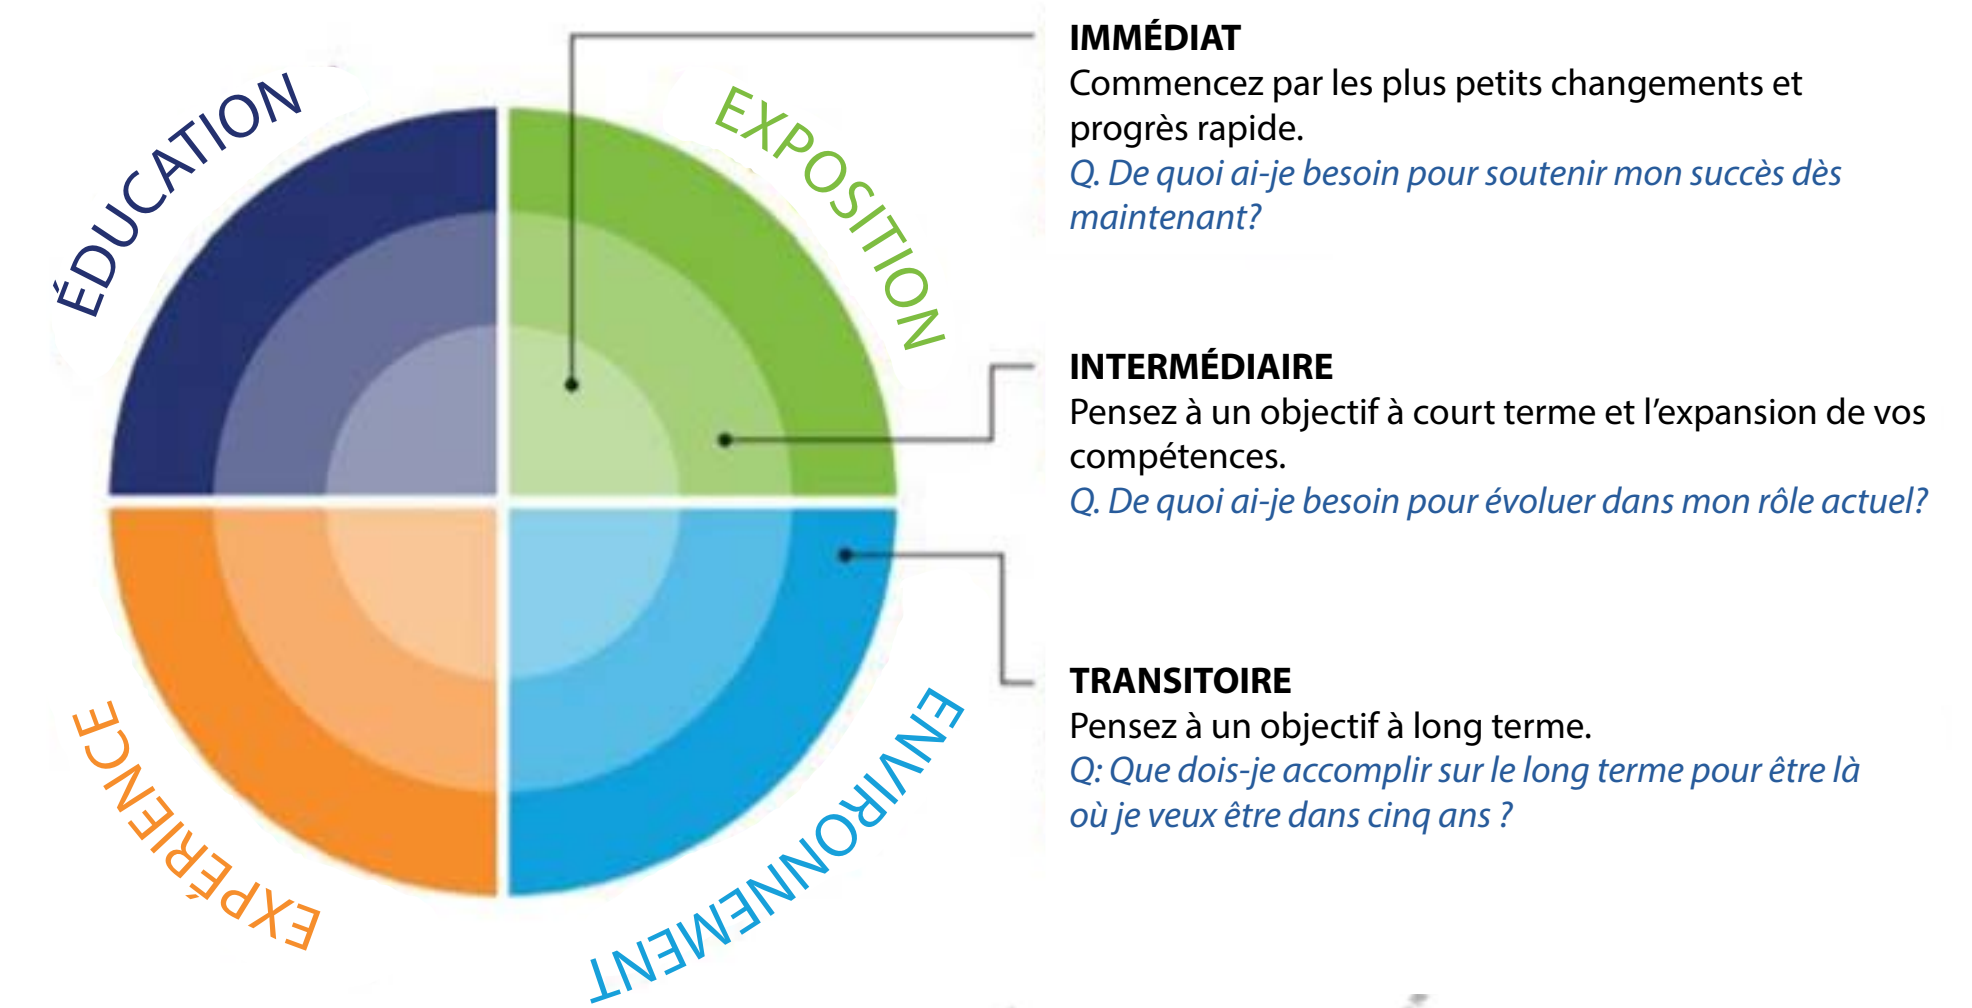 ÉDUCATION
EXPOSITION
EXPÉRIENCE
ENVIRONNEMENT
IMMÉDIAT
Commencez par les plus petits changements et
progrès rapide.
Q. De quoi ai-je besoin pour soutenir mon succès dès
maintenant?
INTERMÉDIAIRE
Pensez à un objectif à court terme et l'expansion de vos
compétences.
Q. De quoi ai-je besoin pour évoluer dans mon rôle actuel?
TRANSITOIRE
Pensez à un objectif à long terme.
Q: Que dois-je accomplir sur le long terme pour être là
où je veux être dans cinq ans ?